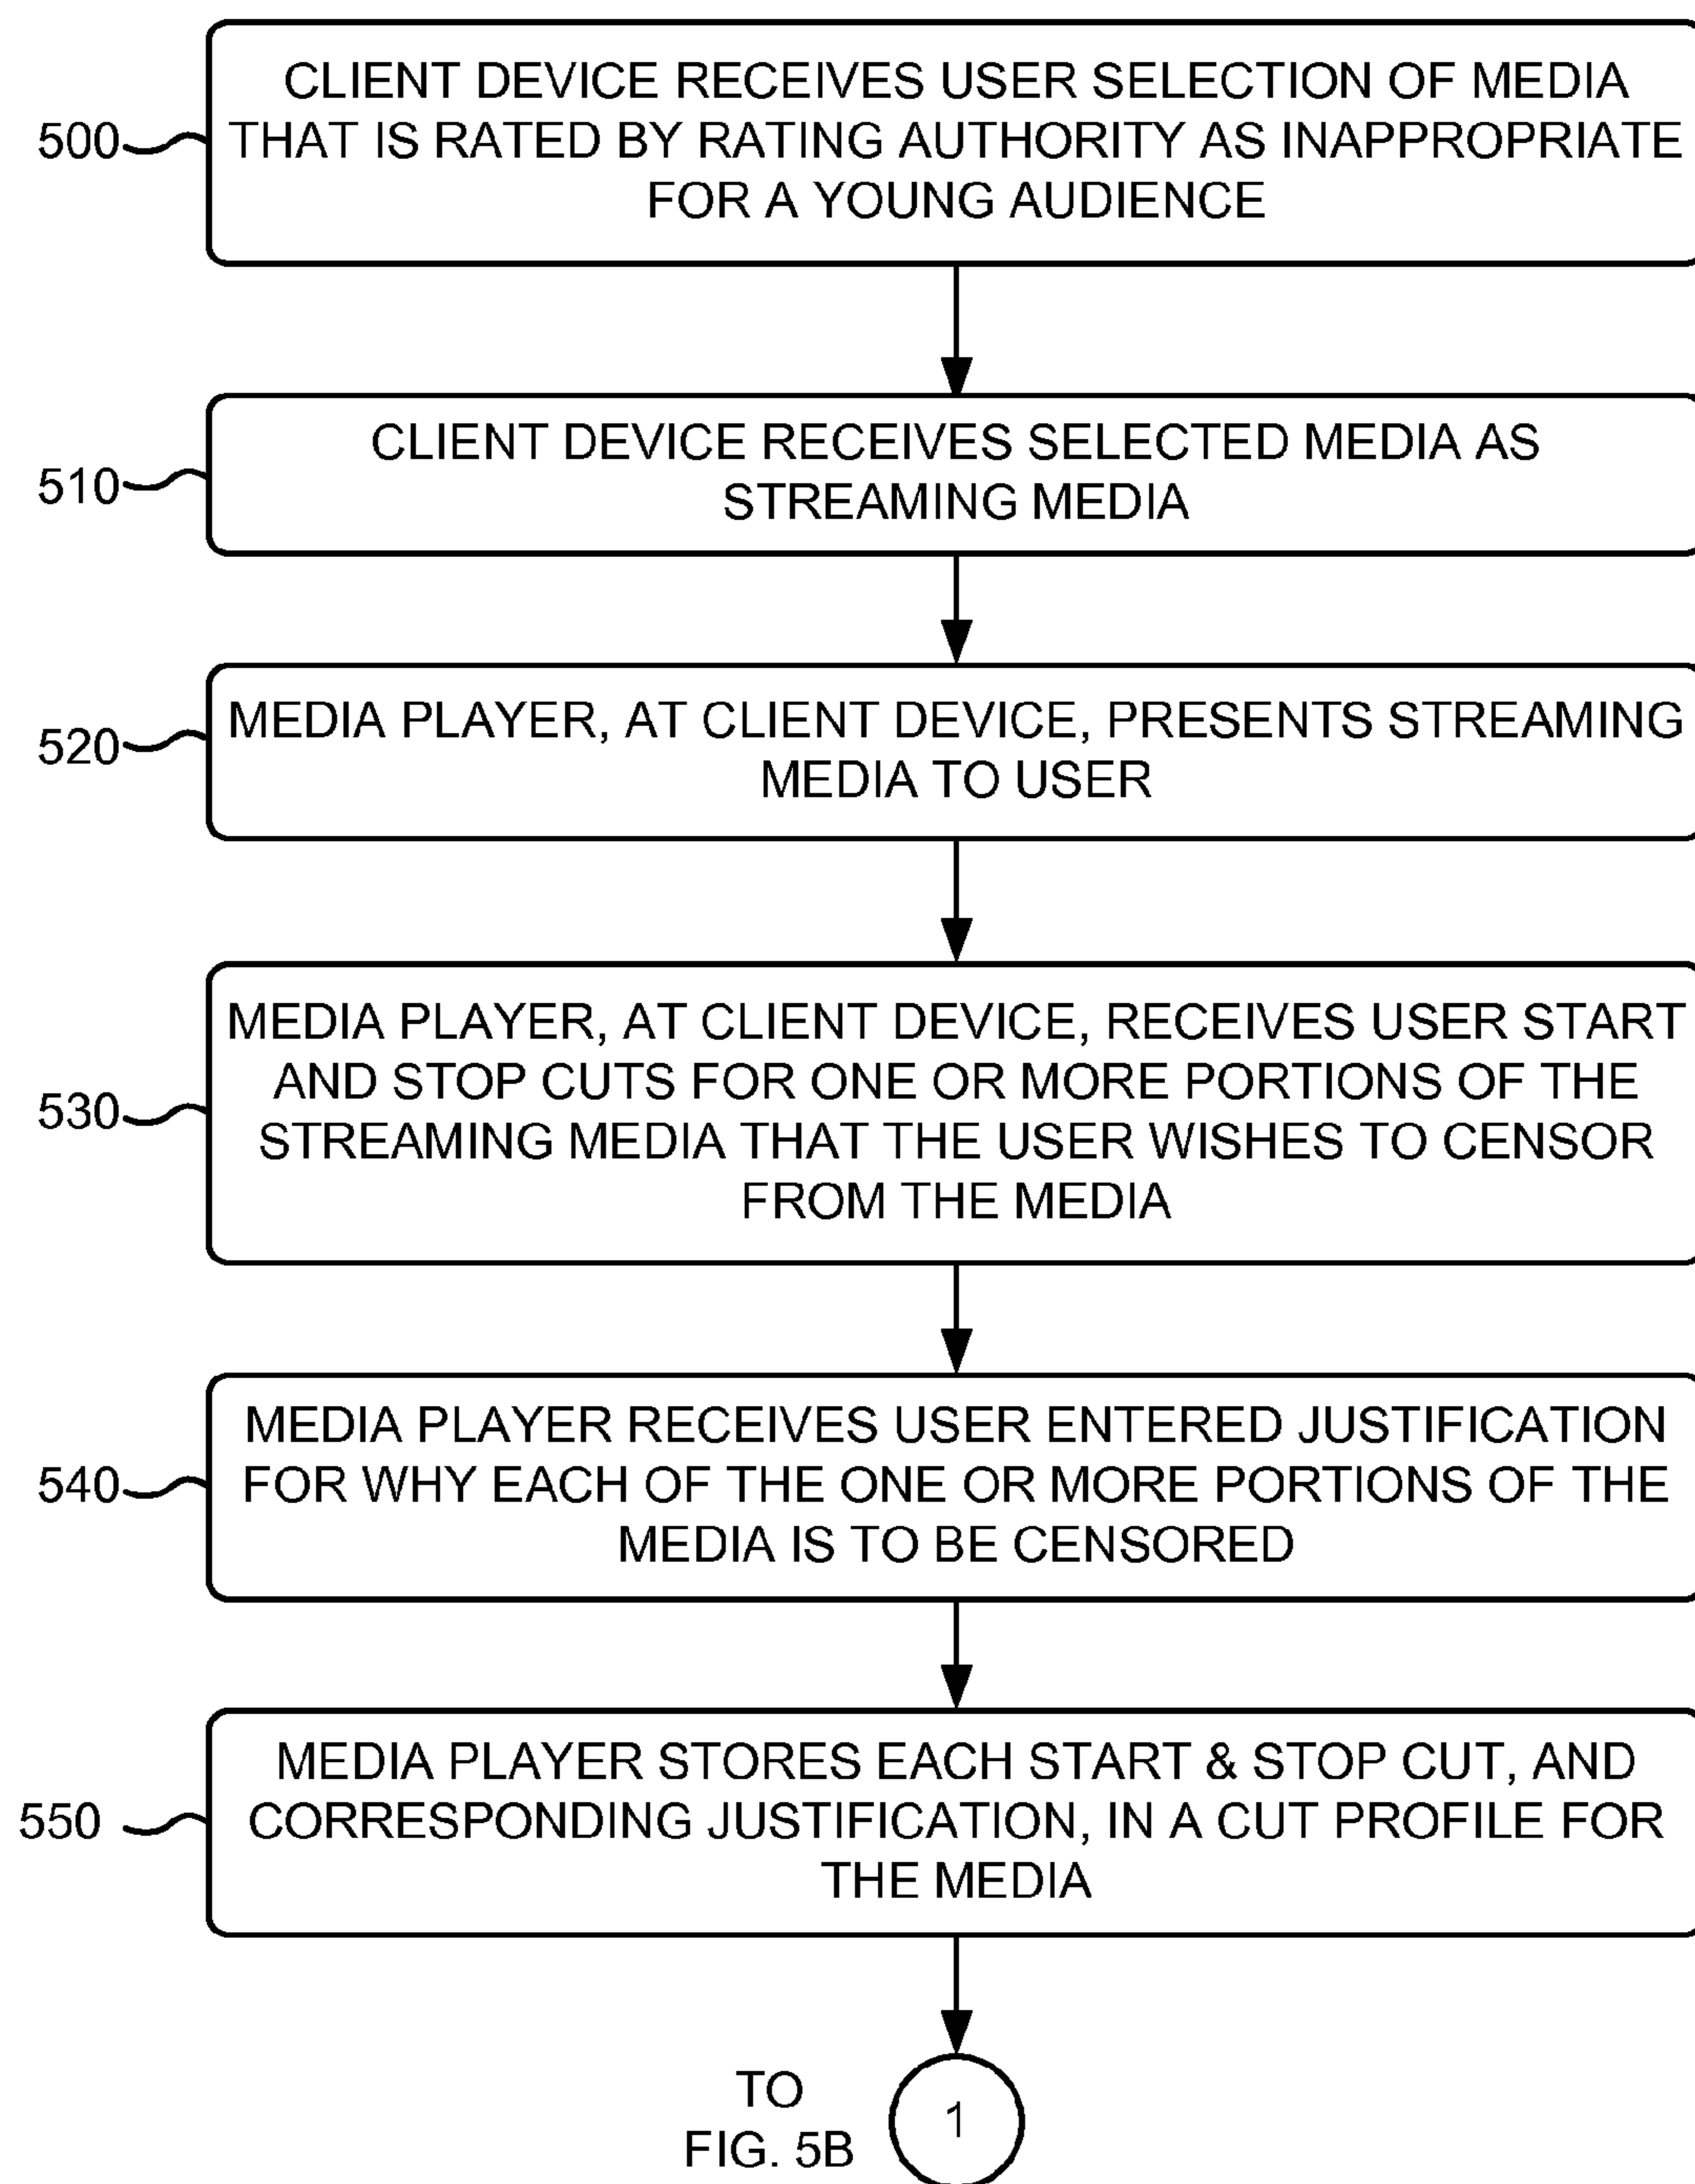 CLIENT DEVICE RECEIVES USER SELECTION OF MEDIA
500
THAT IS RATED BY RATING AUTHORITY AS INAPPROPRIATE
FOR A YOUNG AUDIENCE
CLIENT DEVICE RECEIVES SELECTED MEDIA AS
510
STREAMING MEDIA
MEDIA PLAYER, AT CLIENT DEVICE, PRESENTS STREAMING
520
MEDIA TO USER
MEDIA PLAYER, AT CLIENT DEVICE, RECEIVES USER START
AND STOP CUTS FOR ONE OR MORE PORTIONS OF THE
530
STREAMING MEDIA THAT THE USER WISHES TO CENSOR
FROM THE MEDIA
MEDIA PLAYER RECEIVES USER ENTERED JUSTIFICATION
540
FOR WHY EACH OF THE ONE OR MORE PORTIONS OF THE
MEDIA IS TO BE CENSORED
MEDIA PLAYER STORES EACH START & STOP CUT, AND
550
CORRESPONDING JUSTIFICATION, IN A CUT PROFILE FOR
THE MEDIA
TO
FIG. 5B
1